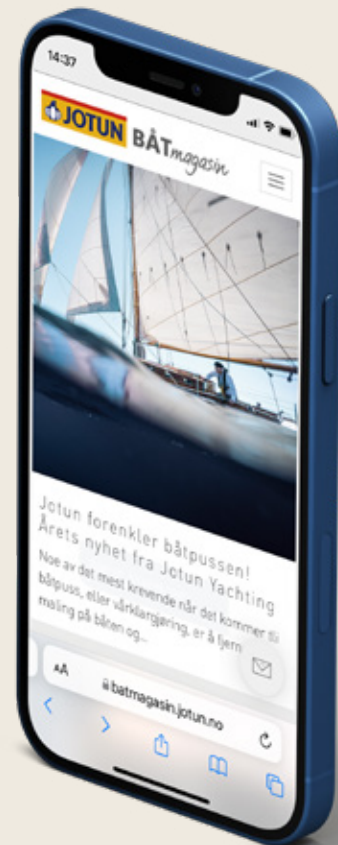 14:37
JOTUN BÅTmagasin
Jotun forenkler båtpussen!
Årets nyhet fra Jotun Yachting
Noe av det mest krevende når det kommer til
båtpuss, eller vårklargjøring, er å fjern
maling på båten og...
AA
batmagasin.jotun.no